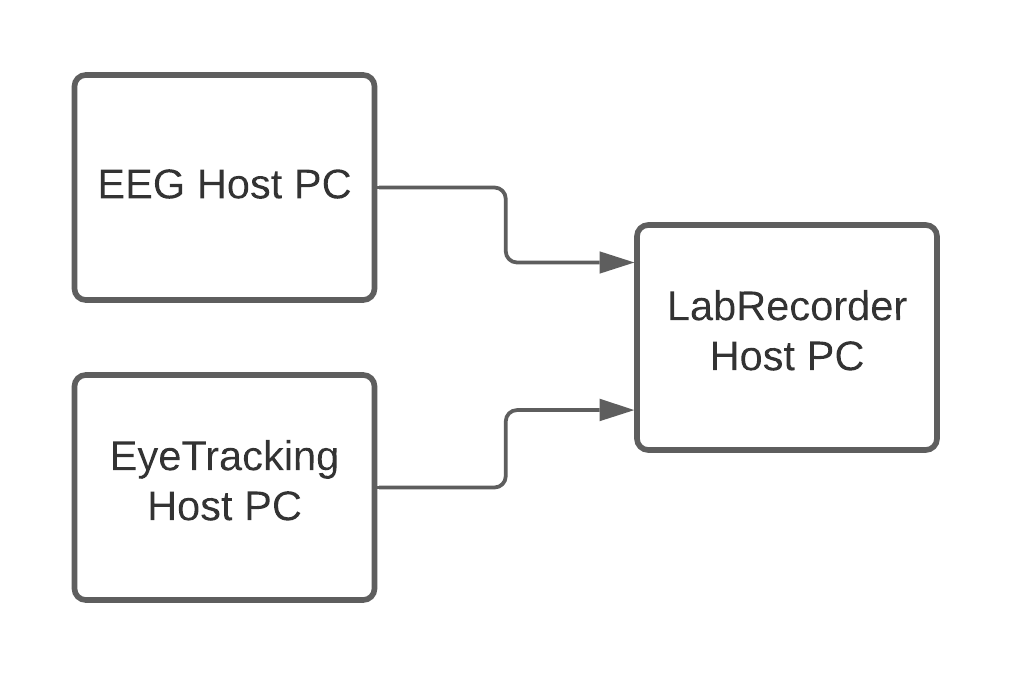 EEG Host PC
LabRecorder
Host PC
EyeTracking
Host PC